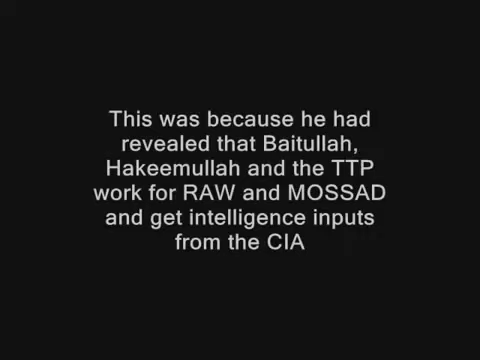 This was because he had
revealed that Baitullah,
Hakeemullah and the TTP
work for RAW and MOSSAD
and get intelligence inputs
from the CIA